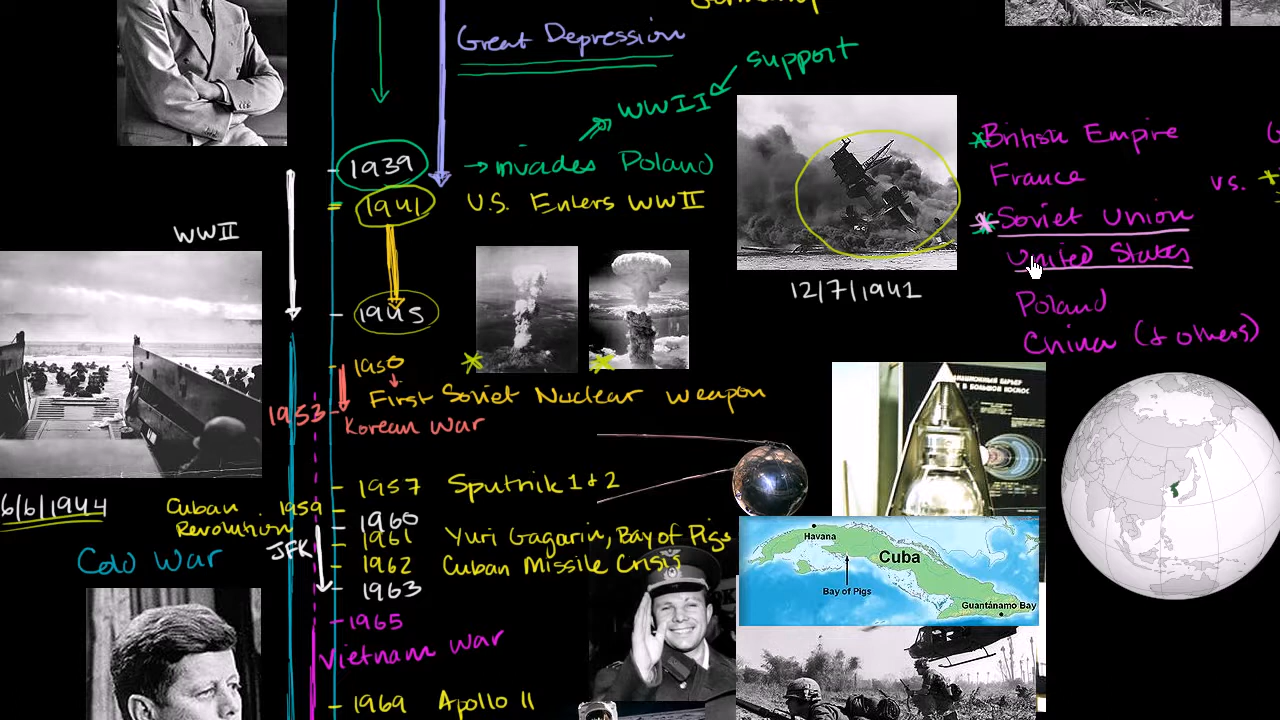 Germany
Great Depression
support
WWII
1939
→ invades Poland
British Empire
France
vs. +
1941
U.S. Enters WWII
WWII
Soviet Union
United States
12/7/1941
1945
Poland
China (& others)
1950
First Soviet Nuclear weapon
1953
Korean War
1957 Sputnik 1 + 2
6/6/1944
Cuban 1959
Revolution
1960
JFK
1961 Yuri Gagarin, Bay of Pigs
Cold War
1962 Cuban Missile Crisis
1963
Havana
Cuba
Bay of Pigs
Guantánamo Bay
1965
Vietnam War
1969 Apollo 11